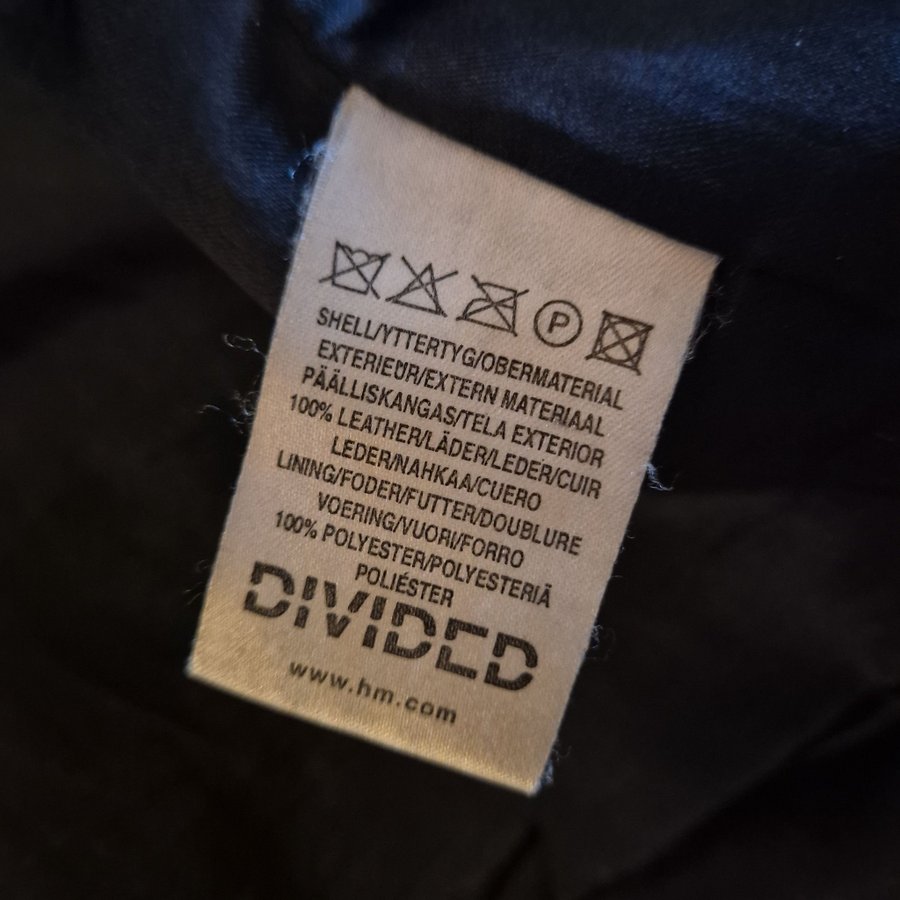 P
SHELL/YTTERTYG/OBERMATERIAL
EXTERIEUR/EXTERN MATERIAAL
PÄÄLLISKANGAS/TELA EXTERIOR
100% LEATHER/LÄDER/LEDER/CUIR
LEDER/NAHKAA/CUERO
LINING/FODER/FUTTER/DOUBLURE
VOERING/VUORI/FORRO
100% POLYESTER/POLYESTERIÄ
POLIÉSTER
DIVIDED
www.hm.com